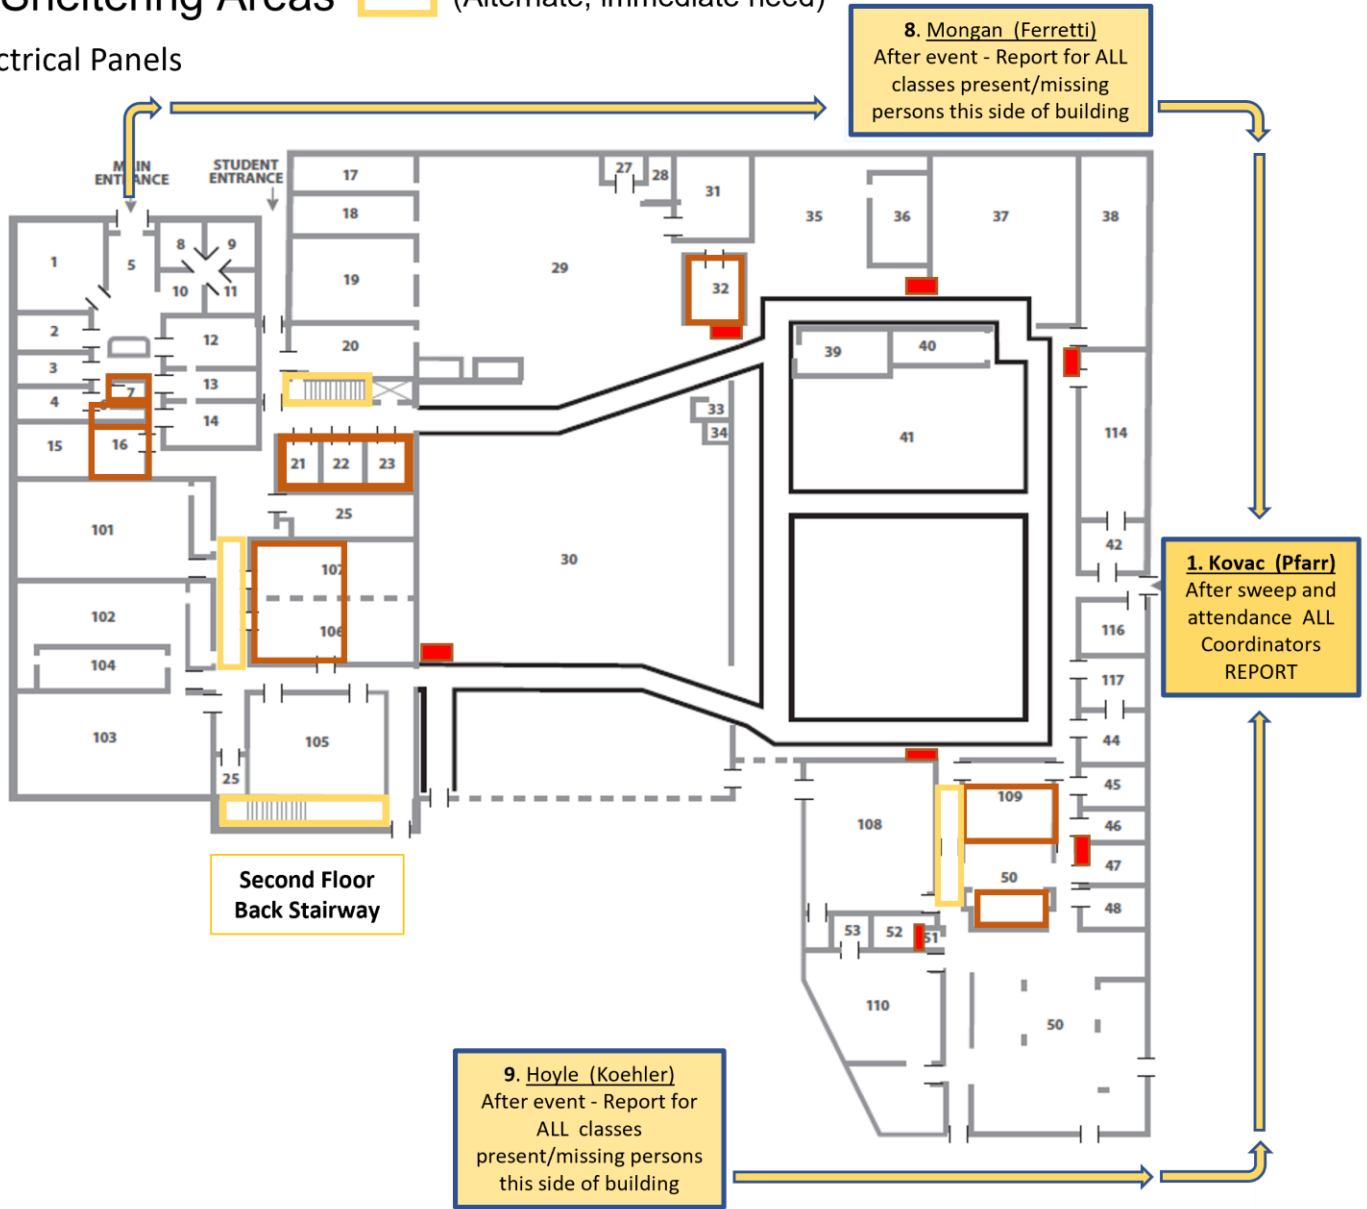 Sheltering Areas (Alternate, immediate need)
ctrical Panels
8. Mongan (Ferretti)
After event - Report for ALL
classes present/missing
persons this side of building
MAIN
ENTRANCE
STUDENT
ENTRANCE
17
18
19
20
27
28
31
35
36
37
38
1
5
8
9
10
11
29
32
2
3
4
7
12
13
14
15
16
21
22
23
25
33
34
39
40
41
114
42
101
102
104
103
107
106
30
105
25
1. Kovac (Pfarr)
After sweep and
attendance ALL
Coordinators
REPORT
116
117
44
45
46
47
48
108
109
50
53
52
51
110
50
Second Floor
Back Stairway
9. Hoyle (Koehler)
After event - Report for
ALL classes
present/missing persons
this side of building